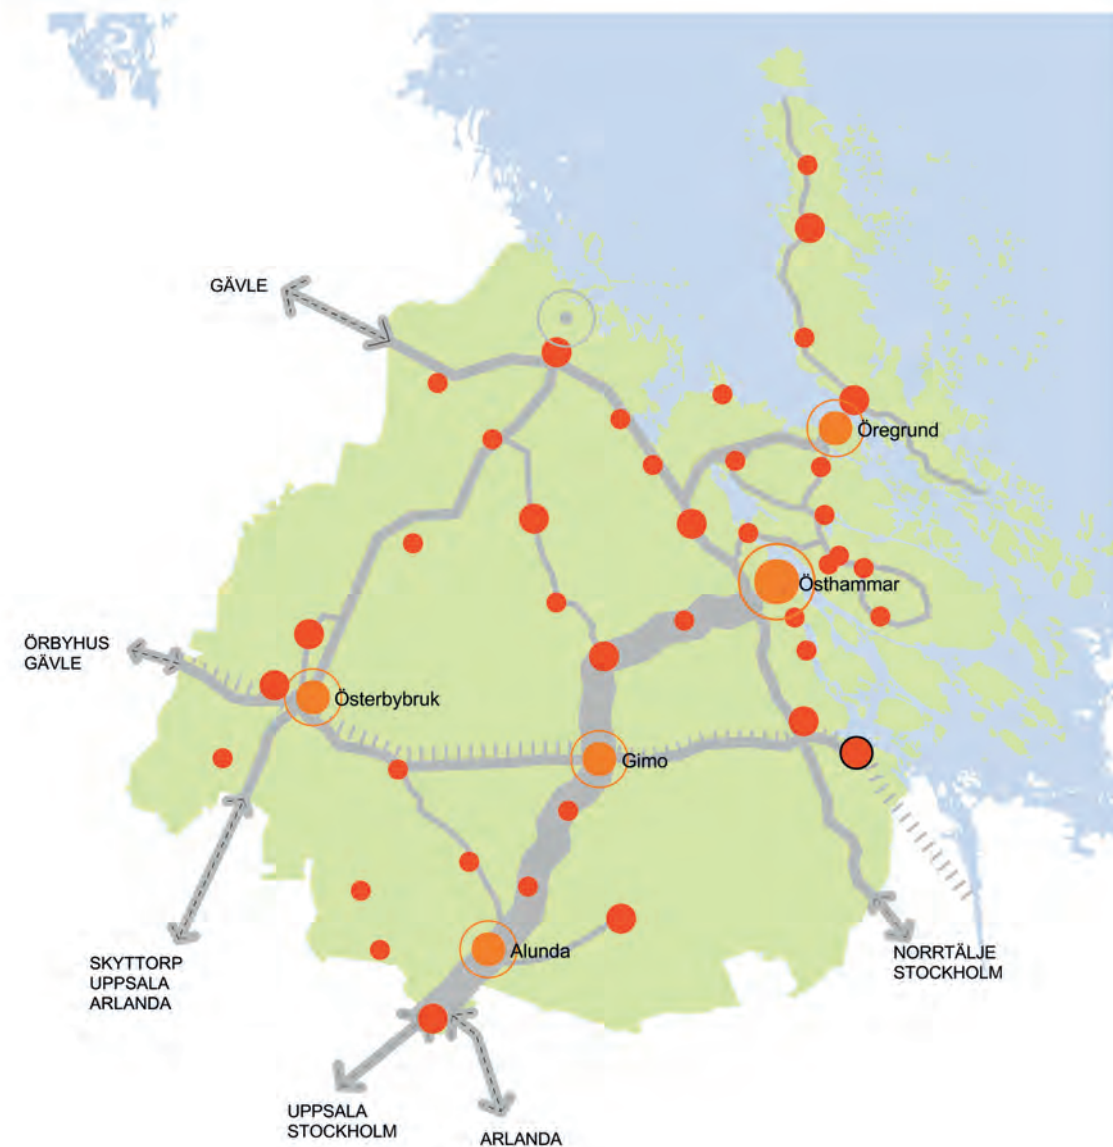 GÄVLE
Öregrund
Östhammar
ÖRBYHUS
GÄVLE
Österbybruk
Gimo
Alunda
SKYTTORP
UPPSALA
ARLANDA
NORRTÄLJE
STOCKHOLM
UPPSALA
STOCKHOLM
ARLANDA